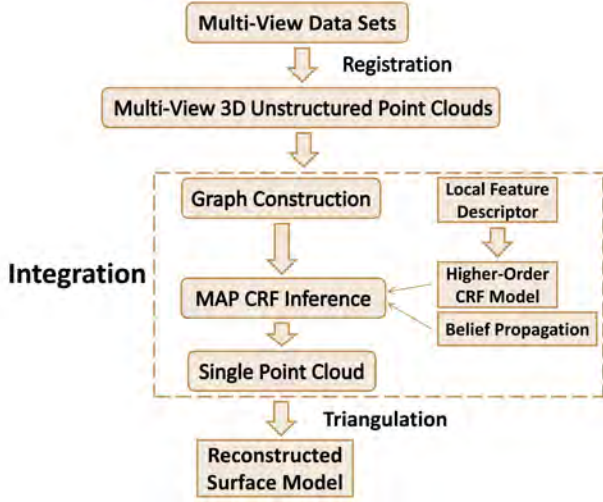 Multi-View Data Sets
Registration
Multi-View 3D Unstructured Point Clouds
Graph Construction
Local Feature
Descriptor
Integration
MAP CRF Inference
Higher-Order
CRF Model
Belief Propagation
Single Point Cloud
Triangulation
Reconstructed
Surface Model